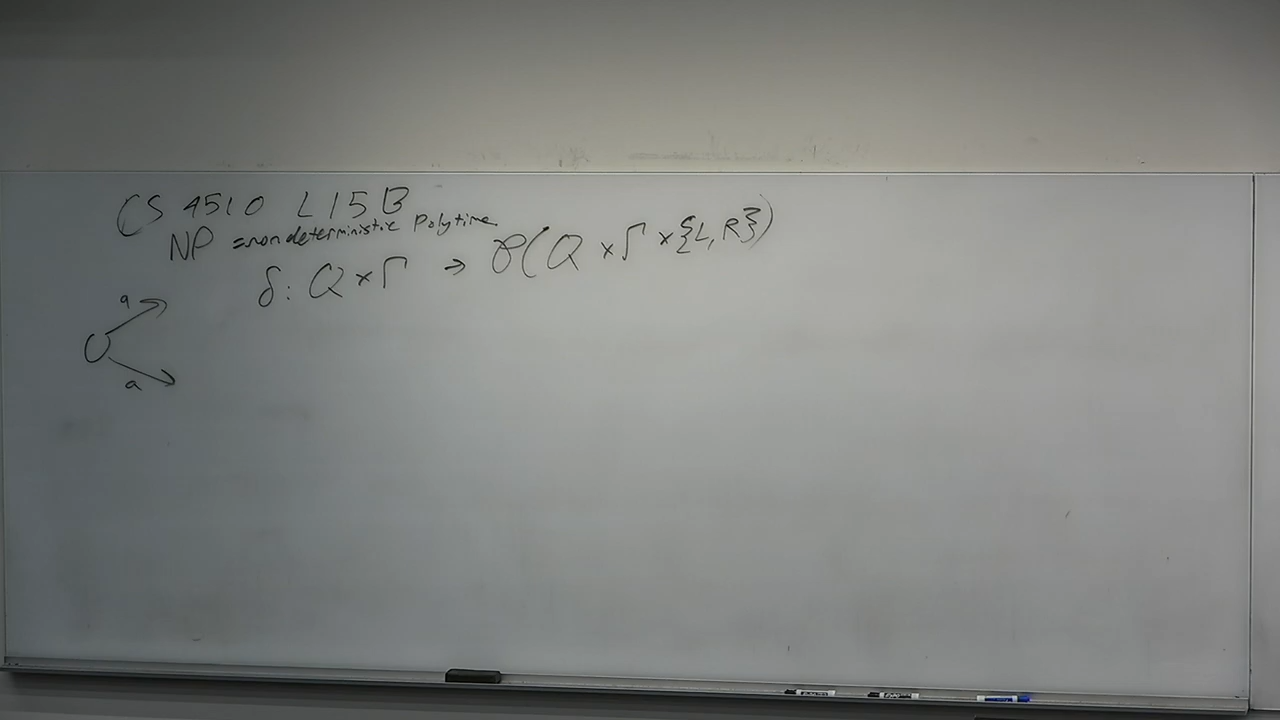 CS 4510 L15B
NP = nondeterministic polytime
δ: Q × Γ → P(Q × Γ × {L, R})
a
a